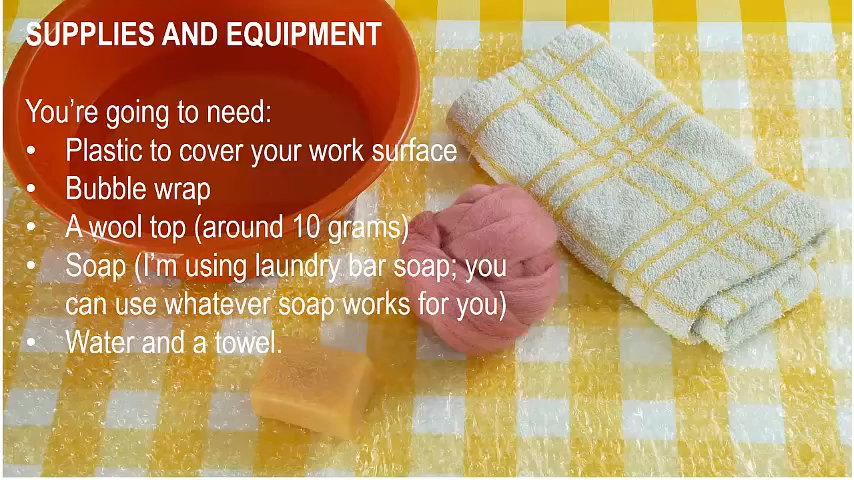 SUPPLIES AND EQUIPMENT
You’re going to need:
• Plastic to cover your work surface
• Bubble wrap
• A wool top (around 10 grams)
• Soap (I’m using laundry bar soap; you
can use whatever soap works for you)
• Water and a towel.